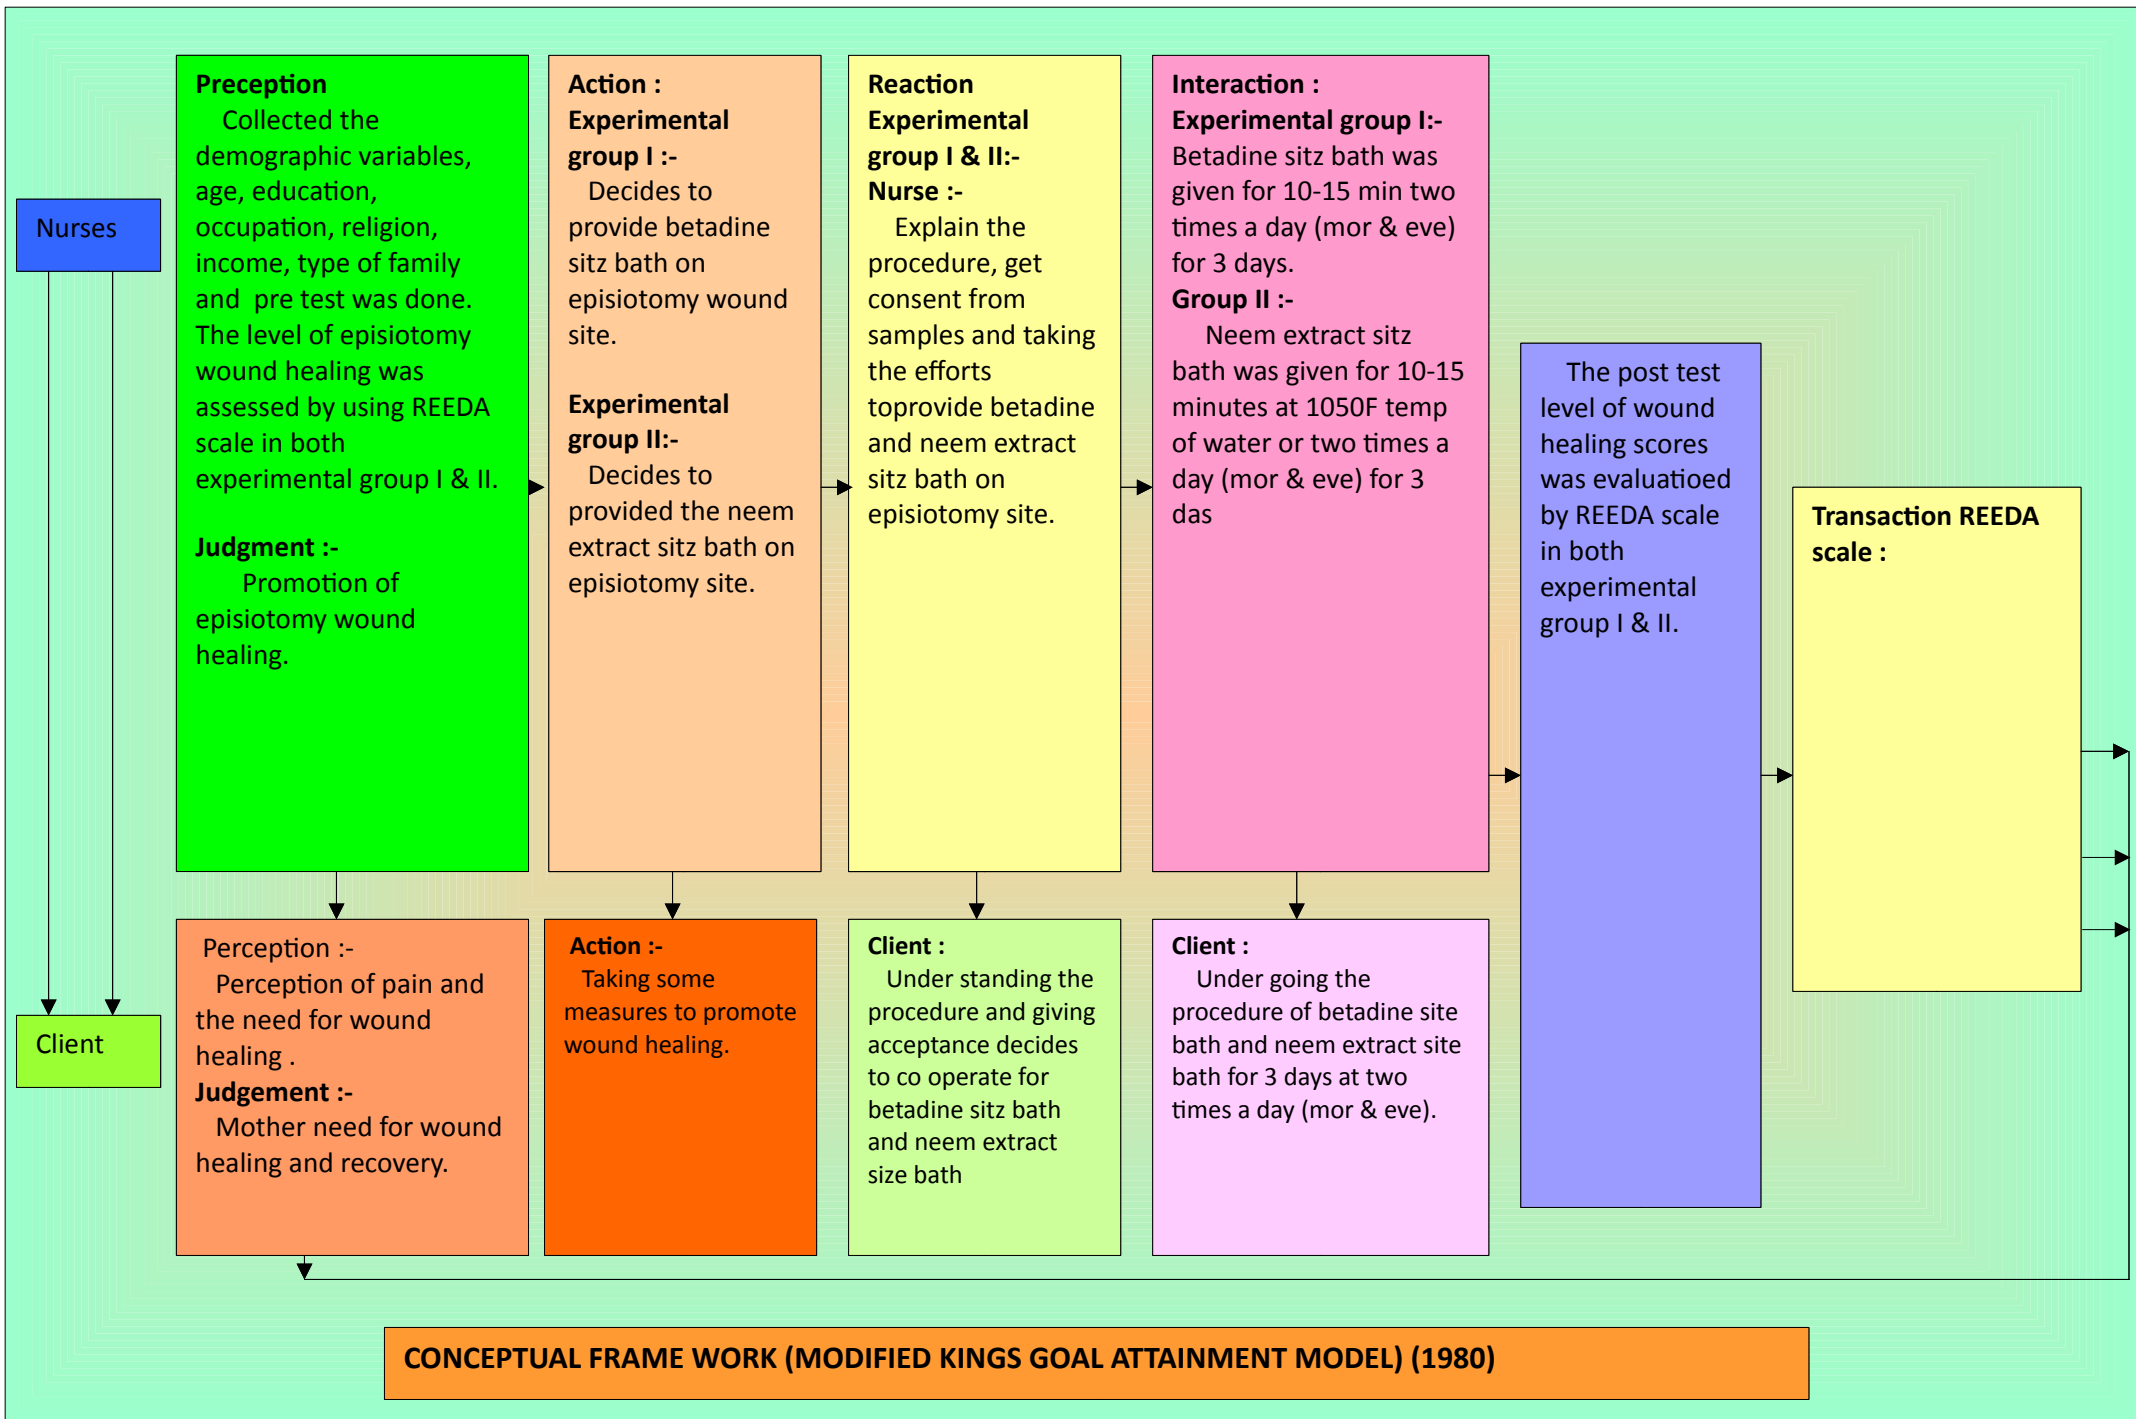 Nurses
Client
Preception
Collected the
demographic variables,
age, education,
occupation, religion,
income, type of family
and pre test was done.
The level of episiotomy
wound healing was
assessed by using REEDA
scale in both
experimental group I & II.
Judgment :-
Promotion of
episiotomy wound
healing.
Action :
Experimental
group I :-
Decides to
provide betadine
sitz bath on
episiotomy wound
site.
Experimental
group II:-
Decides to
provided the neem
extract sitz bath on
episiotomy site.
Reaction
Experimental
group I & II:-
Nurse :-
Explain the
procedure, get
consent from
samples and taking
the efforts
toprovide betadine
and neem extract
sitz bath on
episiotomy site.
Interaction :
Experimental group I:-
Betadine sitz bath was
given for 10-15 min two
times a day (mor & eve)
for 3 days.
Group II :-
Neem extract sitz
bath was given for 10-15
minutes at 1050F temp
of water or two times a
day (mor & eve) for 3
das
The post test
level of wound
healing scores
was evaluatioed
by REEDA scale
in both
experimental
group I & II.
Transaction REEDA
scale :
Perception :-
Perception of pain and
the need for wound
healing .
Judgement :-
Mother need for wound
healing and recovery.
Action :-
Taking some
measures to promote
wound healing.
Client :
Under standing the
procedure and giving
acceptance decides
to co operate for
betadine sitz bath
and neem extract
size bath
Client :
Under going the
procedure of betadine site
bath and neem extract site
bath for 3 days at two
times a day (mor & eve).
CONCEPTUAL FRAME WORK (MODIFIED KINGS GOAL ATTAINMENT MODEL) (1980)